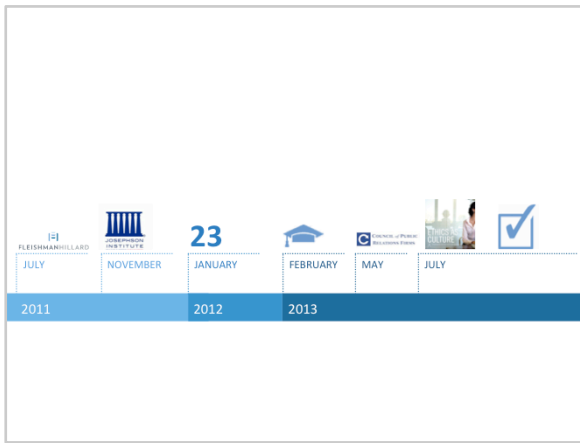 FLEISHMANHILLARD
JOSEPHSON
INSTITUTE
23
C COUNCIL of PUBLIC
RELATIONS FIRMS
ETHICS
CULTURE
JULY
NOVEMBER
JANUARY
FEBRUARY
MAY
JULY
2011
2012
2013